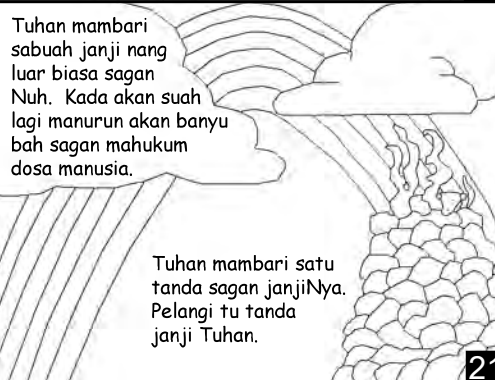 Tuhan mambari
sabuah janji nang
luar biasa sagan
Nuh.  Kada akan suah
lagi manurun akan banyu
bah sagan mahukum
dosa manusia.
Tuhan mambari satu
tanda sagan janjiNya.
Pelangi tu tanda
janji Tuhan.